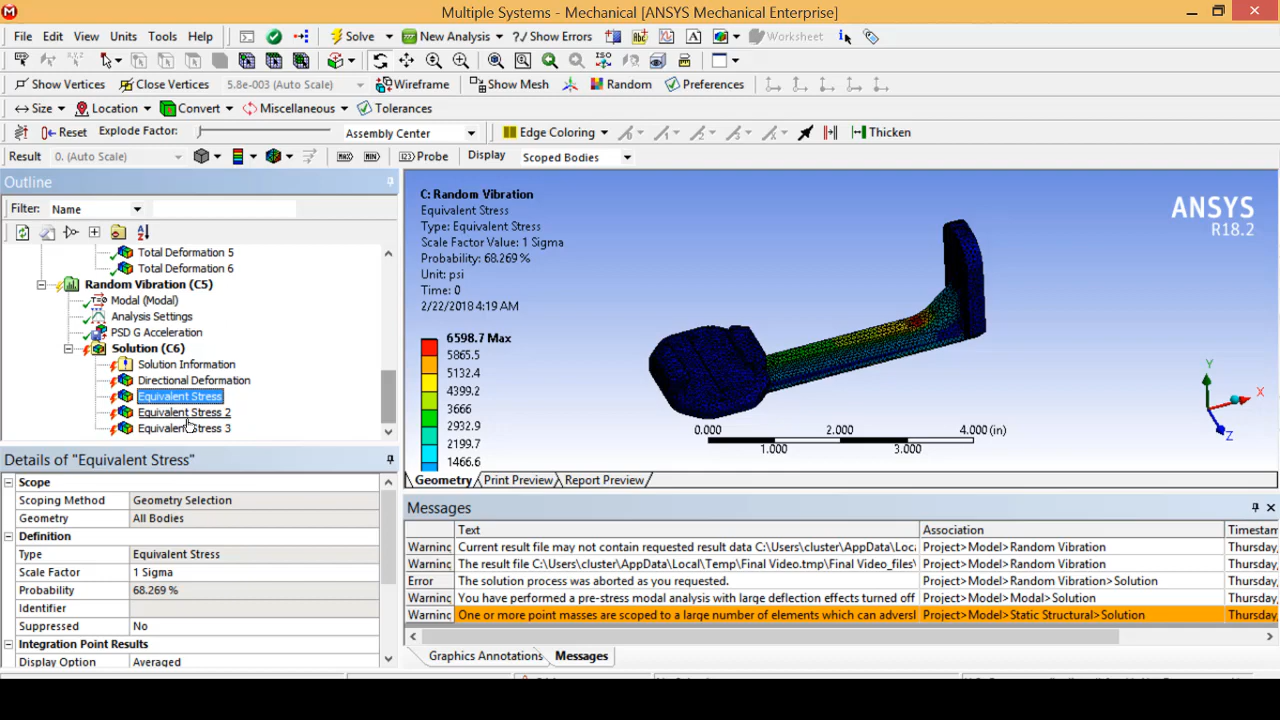 Multiple Systems - Mechanical [ANSYS Mechanical Enterprise]
File Edit View Units Tools Help Solve New Analysis ?/ Show Errors Worksheet
Show Vertices Close Vertices 5.8e-003 (Auto Scale) Wireframe Show Mesh Random Preferences
Size Location Convert Miscellaneous Tolerances
Reset Explode Factor: Assembly Center Edge Coloring Thicken
Result 0. (Auto Scale) MAX MIN Probe Display Scoped Bodies
Outline
Filter: Name
Total Deformation 5
Total Deformation 6
Random Vibration (C5)
Modal (Modal)
Analysis Settings
PSD G Acceleration
Solution (C6)
Solution Information
Directional Deformation
Equivalent Stress
Equivalent Stress 2
Equivalent Stress 3
Details of "Equivalent Stress"
Scope
Scoping Method Geometry Selection
Geometry All Bodies
Definition
Type Equivalent Stress
Scale Factor 1 Sigma
Probability 68.269 %
Identifier
Suppressed No
Integration Point Results
Display Option Averaged
C: Random Vibration
Equivalent Stress
Type: Equivalent Stress
Scale Factor Value: 1 Sigma
Probability: 68.269 %
Unit: psi
Time: 0
2/22/2018 4:19 AM
6598.7 Max
5865.5
5132.3
4399.2
3666
2932.9
2199.7
1466.6
ANSYS
R18.2
Y
X
Z
0.000 2.000 4.000 (in)
1.000 3.000
Geometry Print Preview Report Preview
Messages
Text Association Timestam
Warninc Current result file may not contain requested result data C:\Users\cluster\AppData\Loca Project>Model>Random Vibration Thursday,
Warninc The result file C:\Users\cluster\AppData\Local\Temp\Final Video.tmp\Final Video_files\ Project>Model>Random Vibration Thursday,
Error The solution process was aborted as you requested. Project>Model>Random Vibration>Solution Thursday,
Warninc You have performed a pre-stress modal analysis with large deflection effects turned off Project>Model>Modal>Solution Thursday,
Warninc One or more point masses are scoped to a large number of elements which can adversl Project>Model>Static Structural>Solution Thursday,
Graphics Annotations Messages